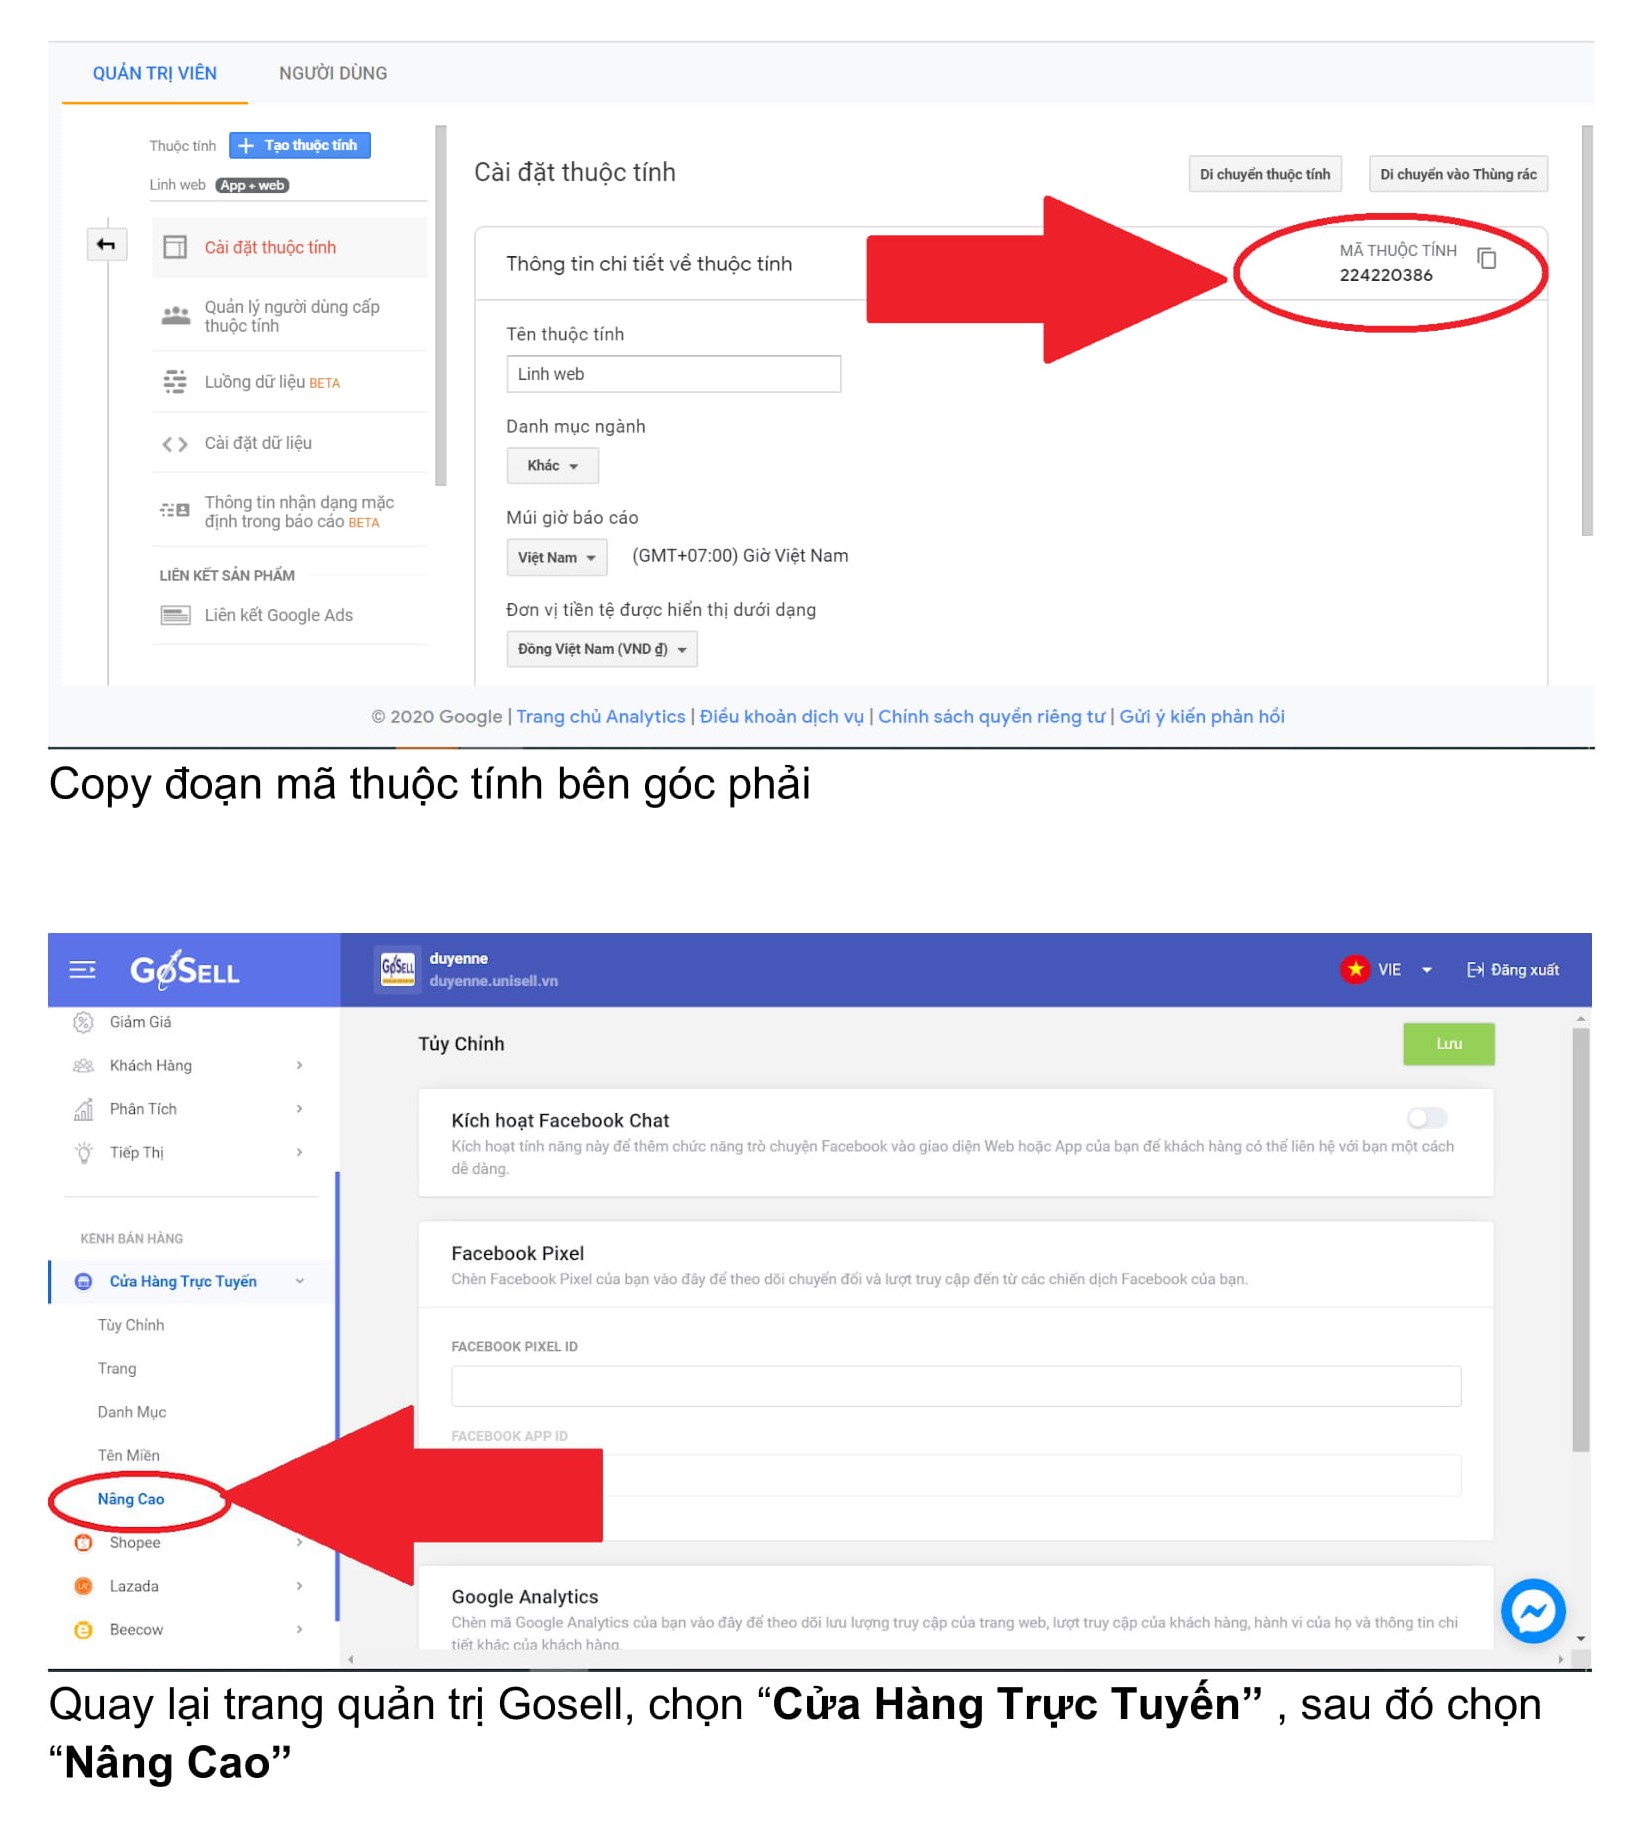 QUẢN TRỊ VIÊN
NGƯỜI DÙNG
Thuộc tính
+ Tạo thuộc tính
Linh web App + web
Cài đặt thuộc tính
Quản lý người dùng cấp
thuộc tính
Luồng dữ liệu BETA
Cài đặt dữ liệu
Thông tin nhận dạng mặc
định trong báo cáo BETA
LIÊN KẾT SẢN PHẨM
Liên kết Google Ads
Cài đặt thuộc tính
Di chuyển thuộc tính
Di chuyển vào Thùng rác
Thông tin chi tiết về thuộc tính
MÃ THUỘC TÍNH
224220386
Tên thuộc tính
Linh web
Danh mục ngành
Khác
Múi giờ báo cáo
Việt Nam
(GMT+07:00) Giờ Việt Nam
Đơn vị tiền tệ được hiển thị dưới dạng
Đồng Việt Nam (VND ₫)
© 2020 Google | Trang chủ Analytics | Điều khoản dịch vụ | Chính sách quyền riêng tư | Gửi ý kiến phản hồi
Copy đoạn mã thuộc tính bên góc phải
GoSELL
GoSELL
duyenne
duyenne.unisell.vn
VIE
Đăng xuất
Giảm Giá
Khách Hàng
Phân Tích
Tiếp Thị
KÊNH BÁN HÀNG
Cửa Hàng Trực Tuyến
Tùy Chỉnh
Trang
Danh Mục
Tên Miền
Nâng Cao
Shopee
Lazada
Beecow
Tủy Chỉnh
Lưu
Kích hoạt Facebook Chat
Kích hoạt tính năng này để thêm chức năng trò chuyện Facebook vào giao diện Web hoặc App của bạn để khách hàng có thể liên hệ với bạn một cách
dễ dàng.
Facebook Pixel
Chèn Facebook Pixel của bạn vào đây để theo dõi chuyển đổi và lượt truy cập đến từ các chiến dịch Facebook của bạn.
FACEBOOK PIXEL ID
FACEBOOK APP ID
Google Analytics
Chèn mã Google Analytics của bạn vào đây để theo dõi lưu lượng truy cập của trang web, lượt truy cập của khách hàng, hành vi của họ và thông tin chi
tiết khác của khách hàng.
Quay lại trang quản trị Gosell, chọn “Cửa Hàng Trực Tuyến” , sau đó chọn
“Nâng Cao”